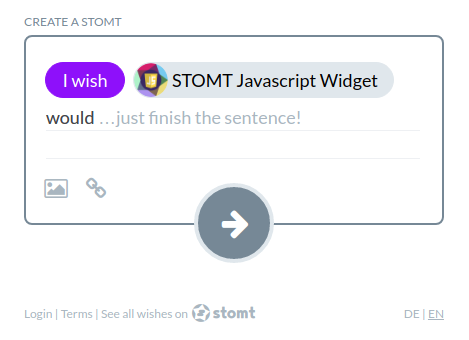 CREATE A STOMT
I wish STOMT Javascript Widget
would ...just finish the sentence!
Login | Terms | See all wishes on stomt DE | EN